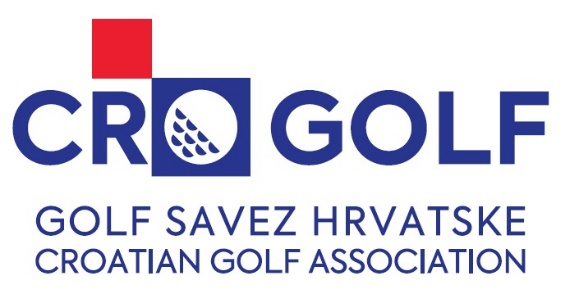 CRO GOLF
GOLF SAVEZ HRVATSKE
CROATIAN GOLF ASSOCIATION